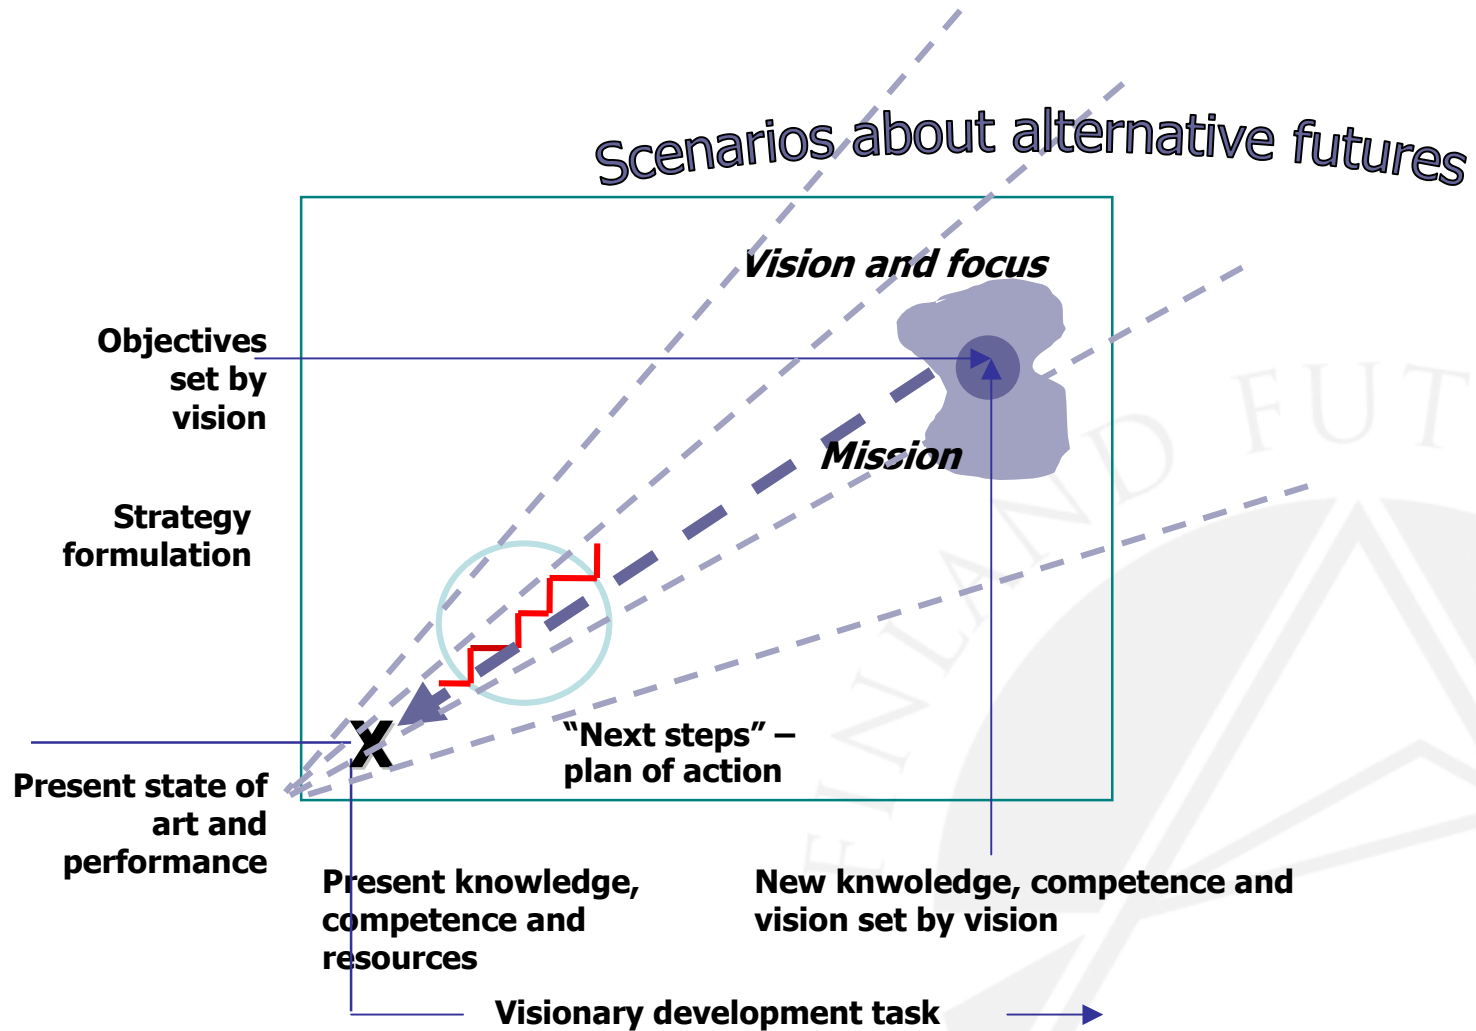 Scenarios about alternative futures
Vision and focus
Objectives
set by
vision
Mission
Strategy
formulation
X
“Next steps” –
plan of action
Present state of
art and
performance
Present knowledge,
competence and
resources
New knwoledge, competence and
vision set by vision
Visionary development task
FINLAND FUT